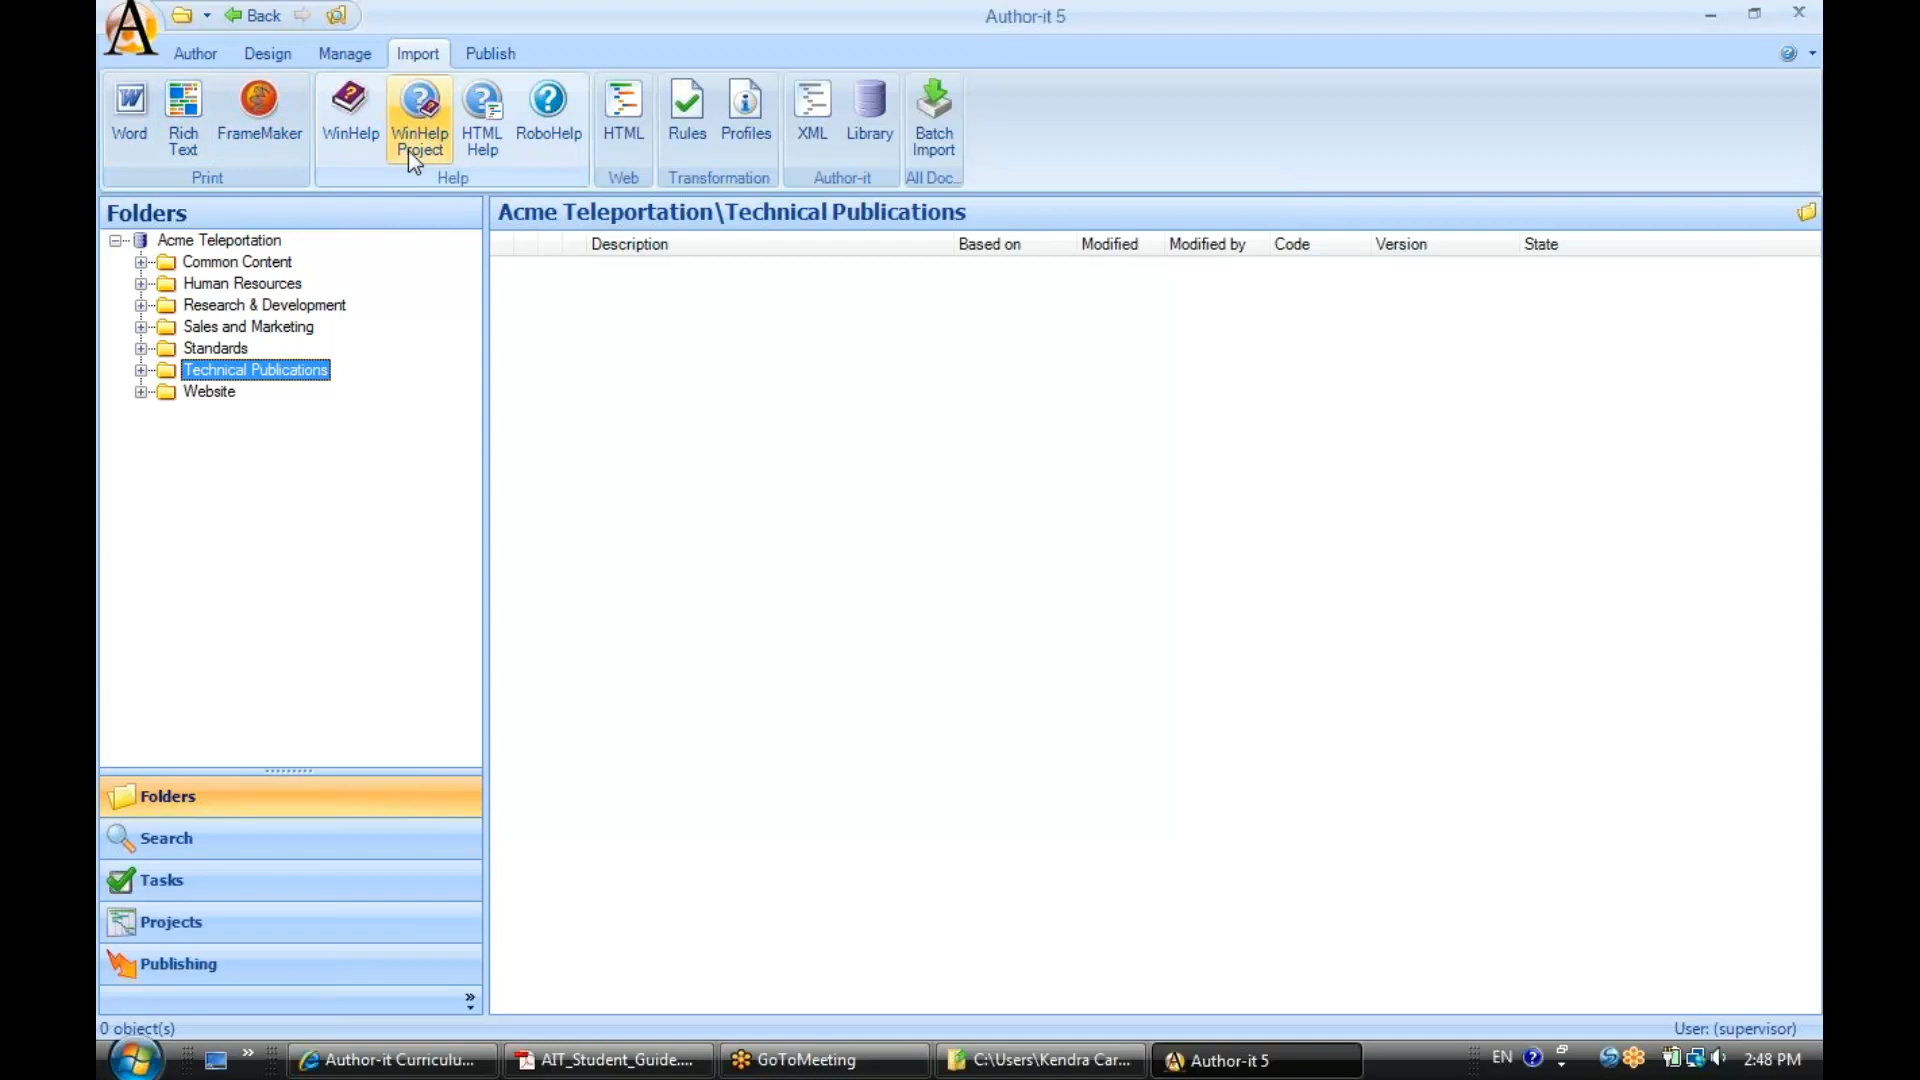 Back
Author-it 5
Author Design Manage Import Publish
Word Rich Text FrameMaker WinHelp WinHelp Project HTML Help RoboHelp HTML Rules Profiles XML Library Batch Import
Print Help Web Transformation Author-it All Doc...
Folders
Acme Teleportation
Common Content
Human Resources
Research & Development
Sales and Marketing
Standards
Technical Publications
Website
Acme Teleportation\Technical Publications
Description Based on Modified Modified by Code Version State
Folders
Search
Tasks
Projects
Publishing
0 object(s)
User: (supervisor)
Author-it Curriculu... AIT_Student_Guide.... GoToMeeting C:\Users\Kendra Car... Author-it 5 EN 2:48 PM